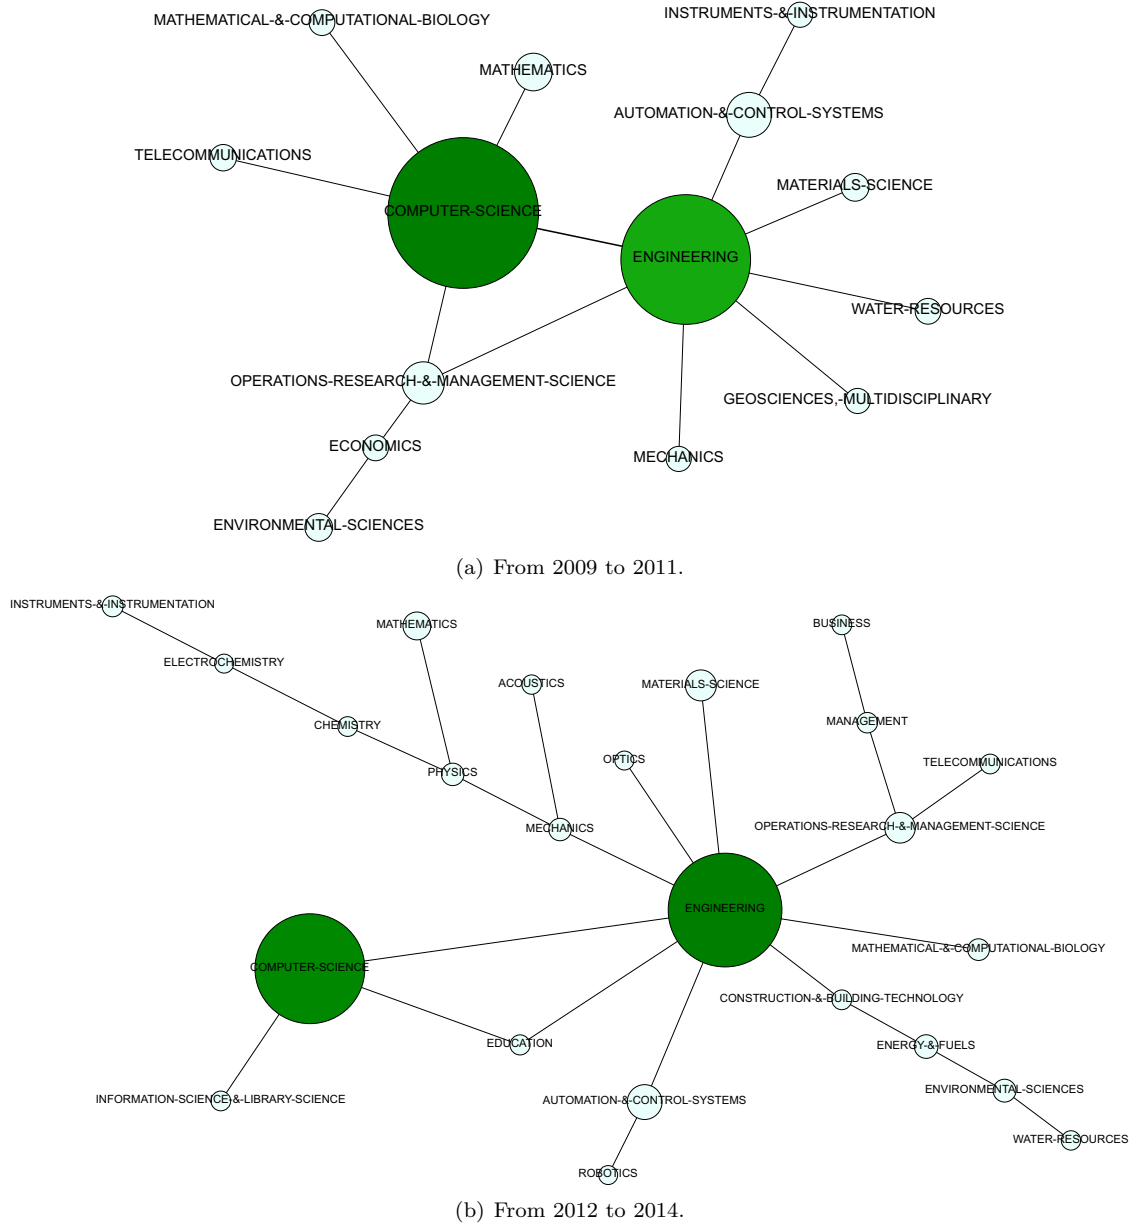 INSTRUMENTS-&-INSTRUMENTATION
MATHEMATICAL-&-COMPUTATIONAL-BIOLOGY
MATHEMATICS
AUTOMATION-&-CONTROL-SYSTEMS
TELECOMMUNICATIONS
MATERIALS-SCIENCE
COMPUTER-SCIENCE
ENGINEERING
WATER-RESOURCES
OPERATIONS-RESEARCH-&-MANAGEMENT-SCIENCE
GEOSCIENCES,-MULTIDISCIPLINARY
ECONOMICS
MECHANICS
ENVIRONMENTAL-SCIENCES
(a) From 2009 to 2011.
INSTRUMENTS-&-INSTRUMENTATION
MATHEMATICS
BUSINESS
ELECTROCHEMISTRY
ACOUSTICS
MATERIALS-SCIENCE
CHEMISTRY
MANAGEMENT
OPTICS
TELECOMMUNICATIONS
PHYSICS
MECHANICS
OPERATIONS-RESEARCH-&-MANAGEMENT-SCIENCE
ENGINEERING
MATHEMATICAL-&-COMPUTATIONAL-BIOLOGY
COMPUTER-SCIENCE
CONSTRUCTION-&-BUILDING-TECHNOLOGY
EDUCATION
ENERGY-&-FUELS
ENVIRONMENTAL-SCIENCES
INFORMATION-SCIENCE-&-LIBRARY-SCIENCE
AUTOMATION-&-CONTROL-SYSTEMS
WATER-RESOURCES
ROBOTICS
(b) From 2012 to 2014.